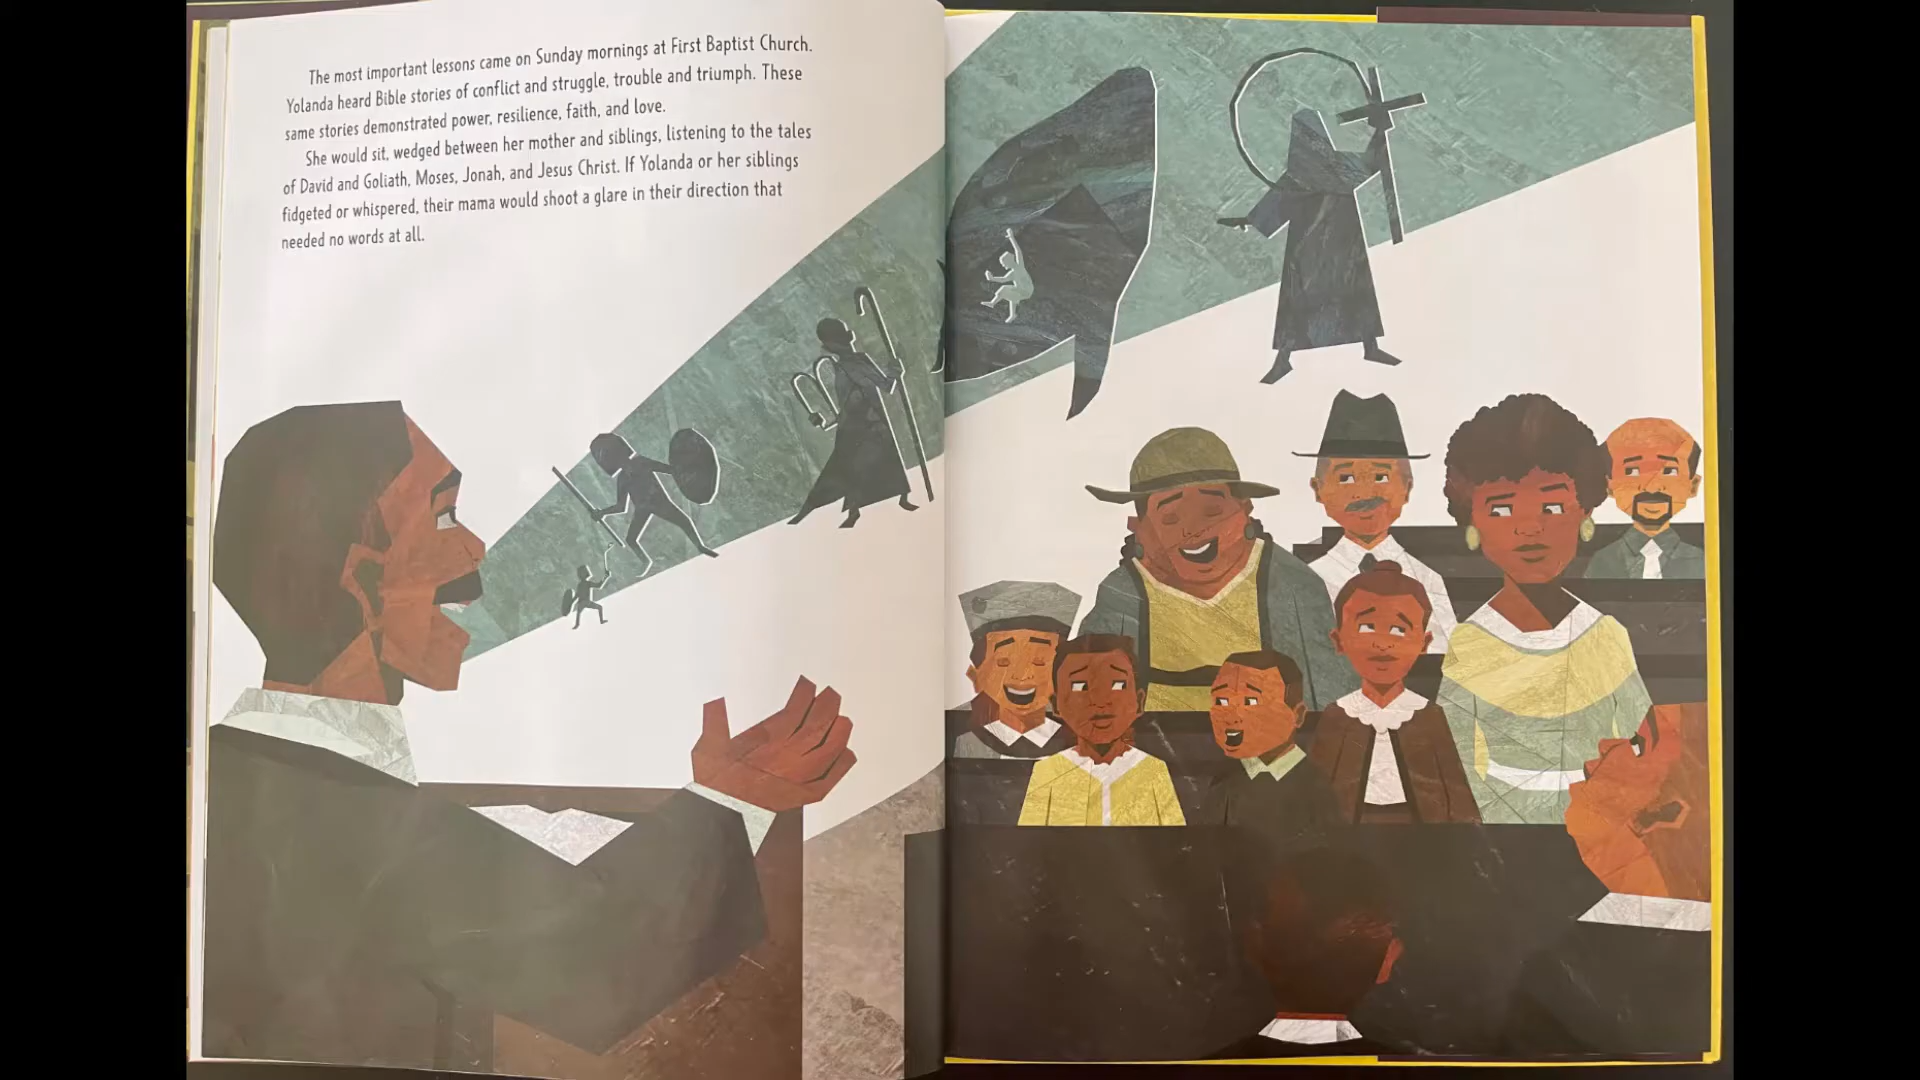 The most important lessons came on Sunday mornings at First Baptist Church.
Yolanda heard Bible stories of conflict and struggle, trouble and triumph. These
same stories demonstrated power, resilience, faith, and love.
She would sit, wedged between her mother and siblings, listening to the tales
of David and Goliath, Moses, Jonah, and Jesus Christ. If Yolanda or her siblings
fidgeted or whispered, their mama would shoot a glare in their direction that
needed no words at all.